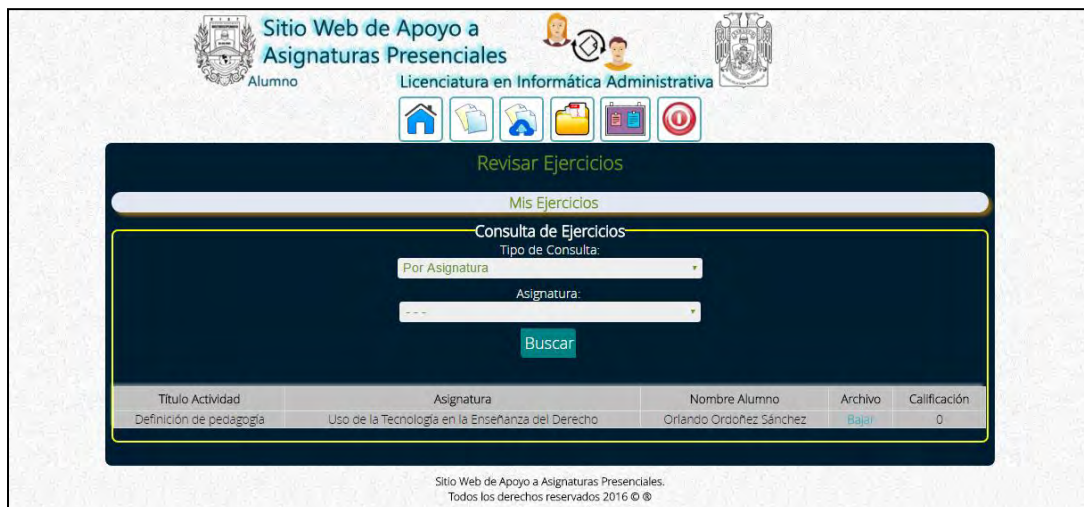 Sitio Web de Apoyo a
Asignaturas Presenciales
Alumno
Licenciatura en Informática Administrativa
Revisar Ejercicios
Mis Ejercicios
Consulta de Ejercicios
Tipo de Consulta:
Por Asignatura
Asignatura:
---
Buscar
Título Actividad Asignatura Nombre Alumno Archivo Calificación
Definición de pedagogía Uso de la Tecnología en la Enseñanza del Derecho Orlando Ordoñez Sánchez Bajar 0
Sitio Web de Apoyo a Asignaturas Presenciales.
Todos los derechos reservados 2016 © ®